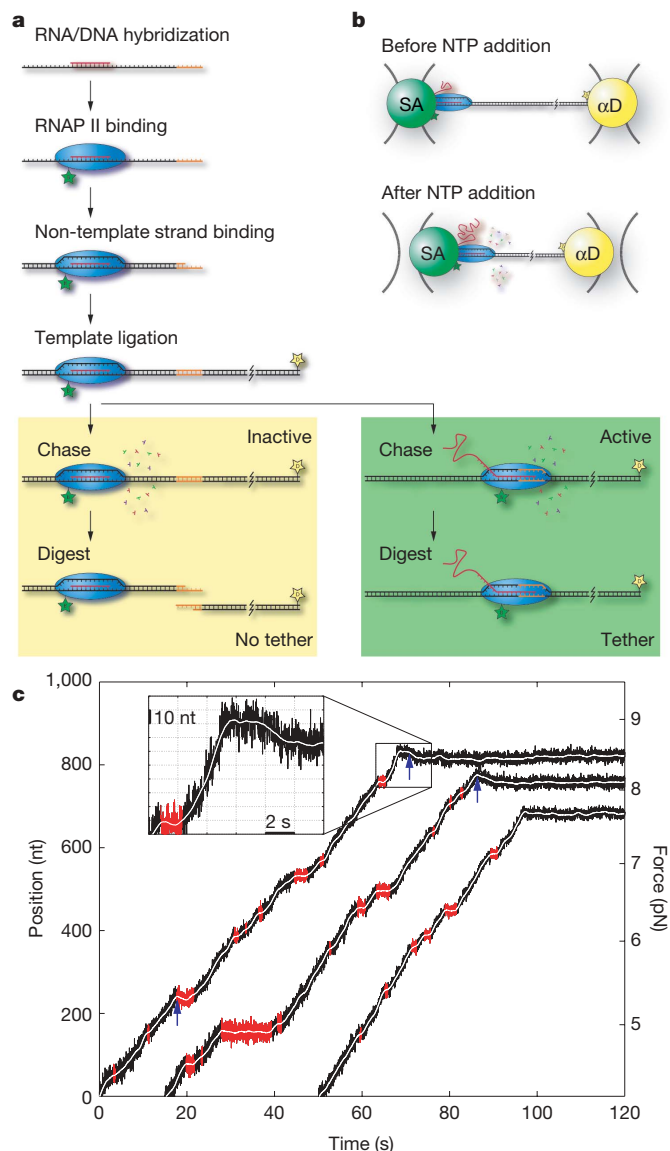 a
RNA/DNA hybridization
RNAP II binding
Non-template strand binding
Template ligation
D
Chase
Inactive
D
Digest
D
No tether
Chase
Active
D
Digest
D
Tether
b
Before NTP addition
SA
αD
After NTP addition
SA
αD
c
1,000
800
600
400
200
0
Position (nt)
10 nt
2 s
9
8
7
6
5
Force (pN)
0
20
40
60
80
100
120
Time (s)